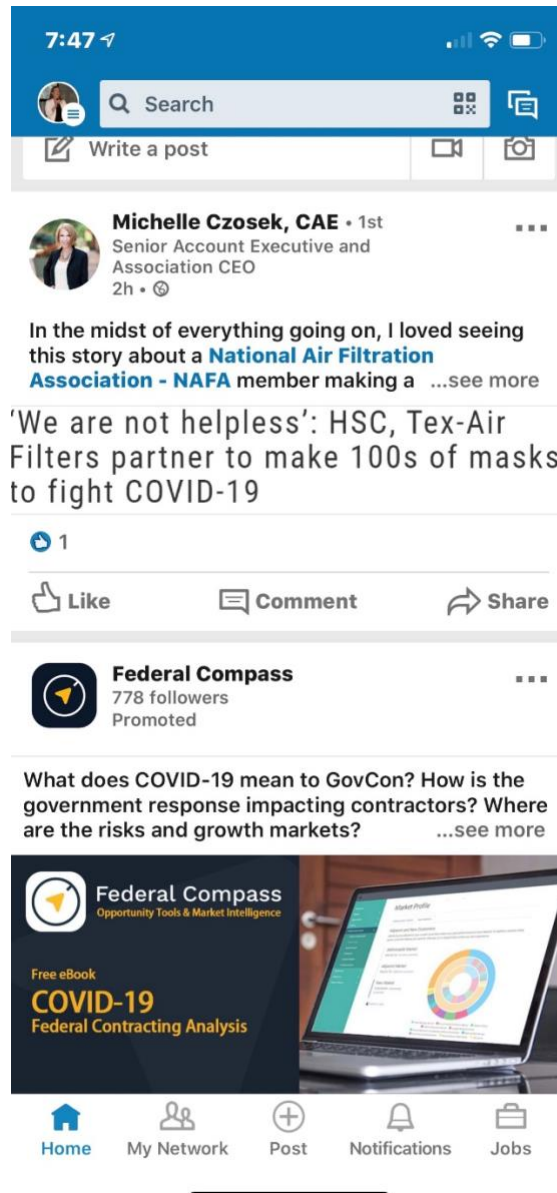 7:47
Search
Write a post
Michelle Czosek, CAE • 1st
Senior Account Executive and
Association CEO
2h •
In the midst of everything going on, I loved seeing
this story about a National Air Filtration
Association - NAFA member making a ...see more
‘We are not helpless’: HSC, Tex-Air
Filters partner to make 100s of masks
to fight COVID-19
1
Like Comment Share
Federal Compass
778 followers
Promoted
What does COVID-19 mean to GovCon? How is the
government response impacting contractors? Where
are the risks and growth markets? ...see more
Federal Compass
Opportunity Tools & Market Intelligence
Market Profile
Free eBook
COVID-19
Federal Contracting Analysis
Home My Network Post Notifications Jobs